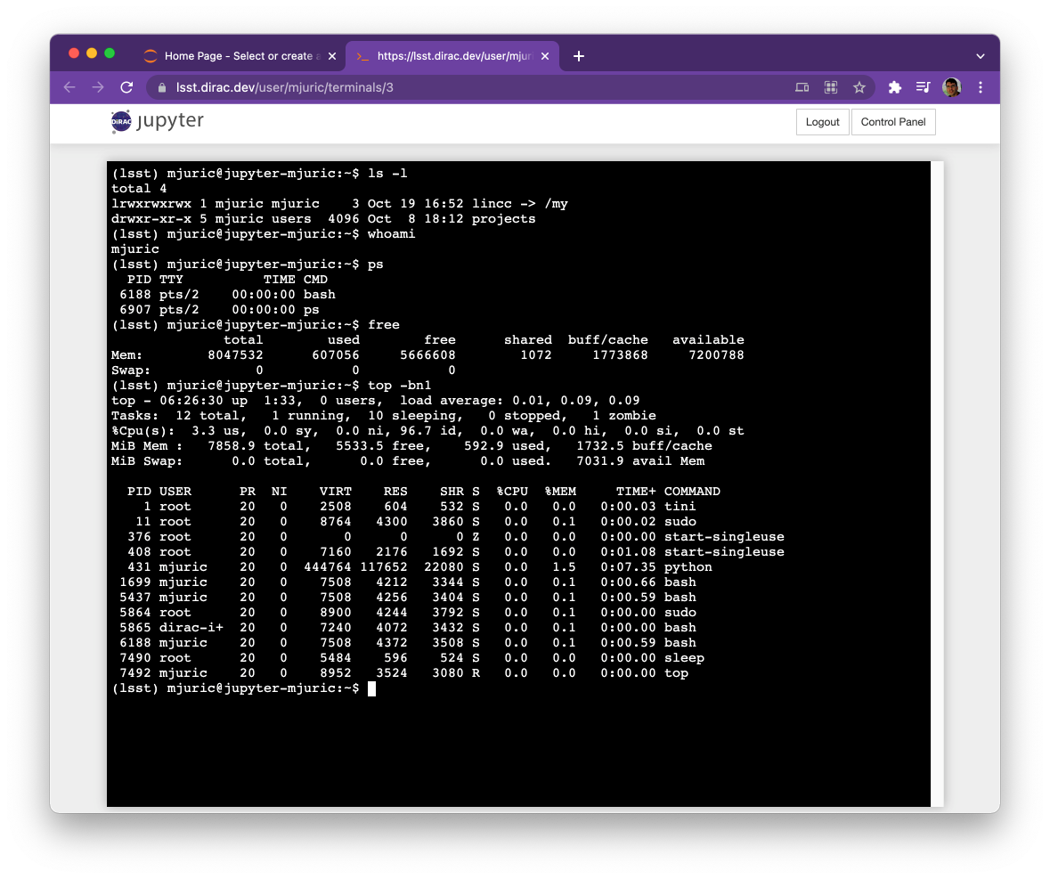 Home Page - Select or create a
https://lsst.dirac.dev/user/mjur
lsst.dirac.dev/user/mjuric/terminals/3
DiRAC jupyter
Logout
Control Panel
(lsst) mjuric@jupyter-mjuric:~$ ls -l
total 4
lrwxrwxrwx 1 mjuric mjuric    3 Oct 19 16:52 lincc -> /my
drwxr-xr-x 5 mjuric users  4096 Oct  8 18:12 projects
(lsst) mjuric@jupyter-mjuric:~$ whoami
mjuric
(lsst) mjuric@jupyter-mjuric:~$ ps
  PID TTY          TIME CMD
 6188 pts/2    00:00:00 bash
 6907 pts/2    00:00:00 ps
(lsst) mjuric@jupyter-mjuric:~$ free
              total        used        free      shared  buff/cache   available
Mem:        8047532      607056     5666608        1072     1773868     7200788
Swap:             0           0           0
(lsst) mjuric@jupyter-mjuric:~$ top -bn1
top - 06:26:30 up  1:33,  0 users,  load average: 0.01, 0.09, 0.09
Tasks:  12 total,   1 running,  10 sleeping,   0 stopped,   1 zombie
%Cpu(s):  3.3 us,  0.0 sy,  0.0 ni, 96.7 id,  0.0 wa,  0.0 hi,  0.0 si,  0.0 st
MiB Mem :   7858.9 total,   5533.5 free,    592.9 used,   1732.5 buff/cache
MiB Swap:      0.0 total,      0.0 free,      0.0 used.   7031.9 avail Mem
  PID USER      PR  NI    VIRT    RES    SHR S  %CPU  %MEM     TIME+ COMMAND
    1 root      20   0    2508    604    532 S   0.0   0.0   0:00.03 tini
   11 root      20   0    8764   4300   3860 S   0.0   0.1   0:00.02 sudo
  376 root      20   0       0      0      0 Z   0.0   0.0   0:00.00 start-singleuse
  408 root      20   0    7160   2176   1692 S   0.0   0.0   0:01.08 start-singleuse
  431 mjuric    20   0  444764 117652  22080 S   0.0   1.5   0:07.35 python
 1699 mjuric    20   0    7508   4212   3344 S   0.0   0.1   0:00.66 bash
 5437 mjuric    20   0    7508   4256   3404 S   0.0   0.1   0:00.59 bash
 5864 root      20   0    8900   4244   3792 S   0.0   0.1   0:00.00 sudo
 5865 dirac-i+  20   0    7240   4072   3432 S   0.0   0.1   0:00.00 bash
 6188 mjuric    20   0    7508   4372   3508 S   0.0   0.1   0:00.59 bash
 7490 root      20   0    5484    596    524 S   0.0   0.0   0:00.00 sleep
 7492 mjuric    20   0    8952   3524   3080 R   0.0   0.0   0:00.00 top
(lsst) mjuric@jupyter-mjuric:~$